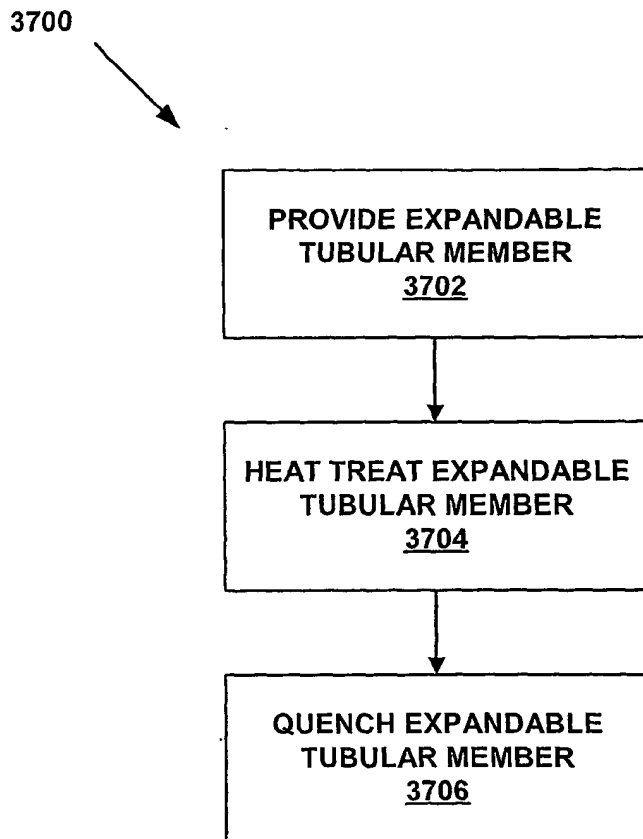 3700
PROVIDE EXPANDABLE
TUBULAR MEMBER
3702
HEAT TREAT EXPANDABLE
TUBULAR MEMBER
3704
QUENCH EXPANDABLE
TUBULAR MEMBER
3706